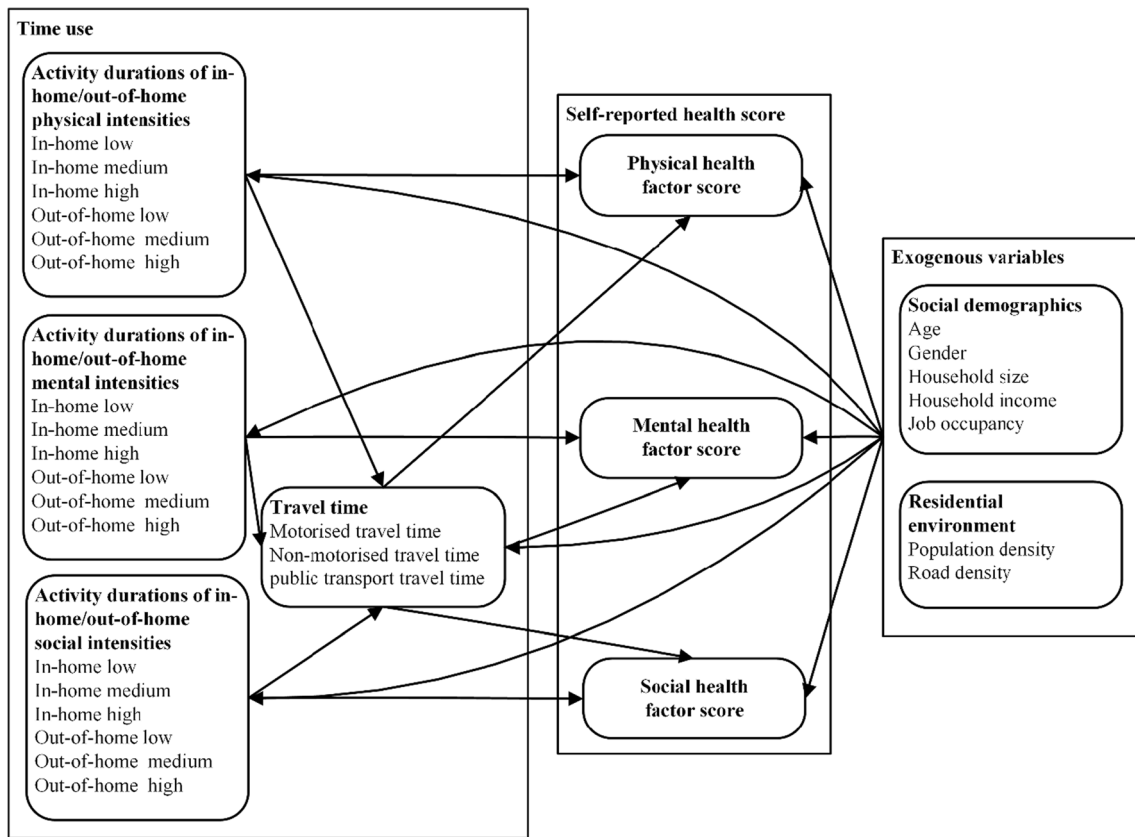 Time use
Activity durations of in-
home/out-of-home
physical intensities
In-home low
In-home medium
In-home high
Out-of-home low
Out-of-home medium
Out-of-home high
Activity durations of in-
home/out-of-home
mental intensities
In-home low
In-home medium
In-home high
Out-of-home low
Out-of-home medium
Out-of-home high
Activity durations of in-
home/out-of-home
social intensities
In-home low
In-home medium
In-home high
Out-of-home low
Out-of-home medium
Out-of-home high
Travel time
Motorised travel time
Non-motorised travel time
public transport travel time
Self-reported health score
Physical health
factor score
Mental health
factor score
Social health
factor score
Exogenous variables
Social demographics
Age
Gender
Household size
Household income
Job occupancy
Residential
environment
Population density
Road density